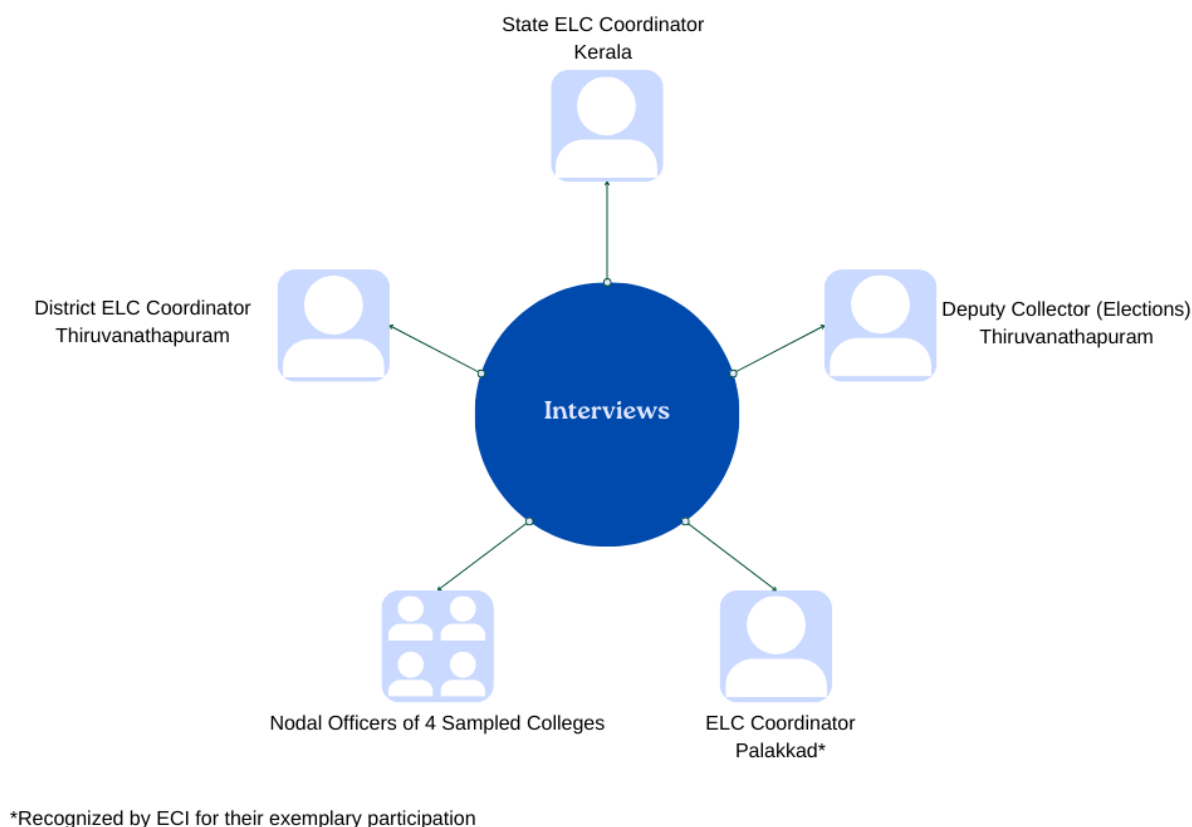 State ELC Coordinator
Kerala
District ELC Coordinator
Thiruvanathapuram
Deputy Collector (Elections)
Thiruvanathapuram
Interviews
Nodal Officers of 4 Sampled Colleges
ELC Coordinator
Palakkad*
*Recognized by ECI for their exemplary participation